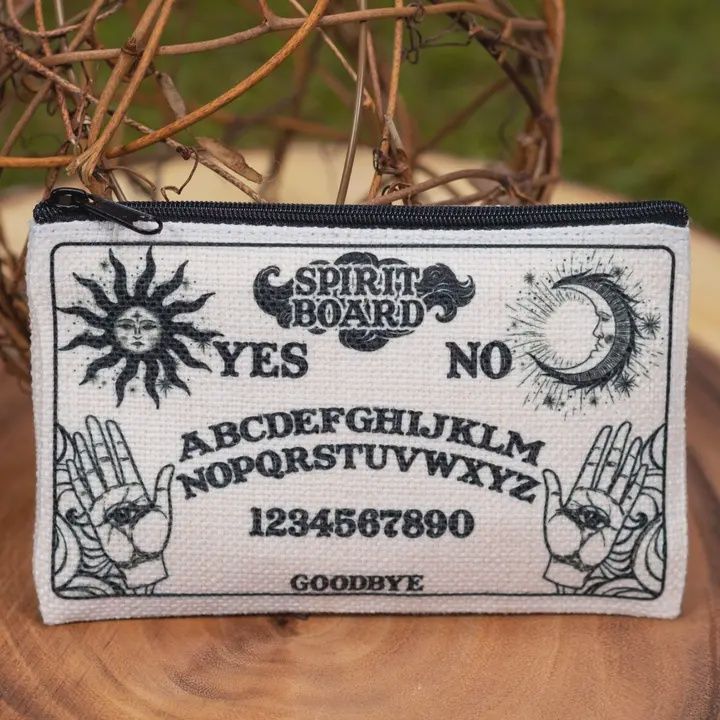 SPIRIT
BOARD
YES NO
ABCDEFGHIJKLM
NOPQRSTUVWXYZ
1234567890
GOODBYE